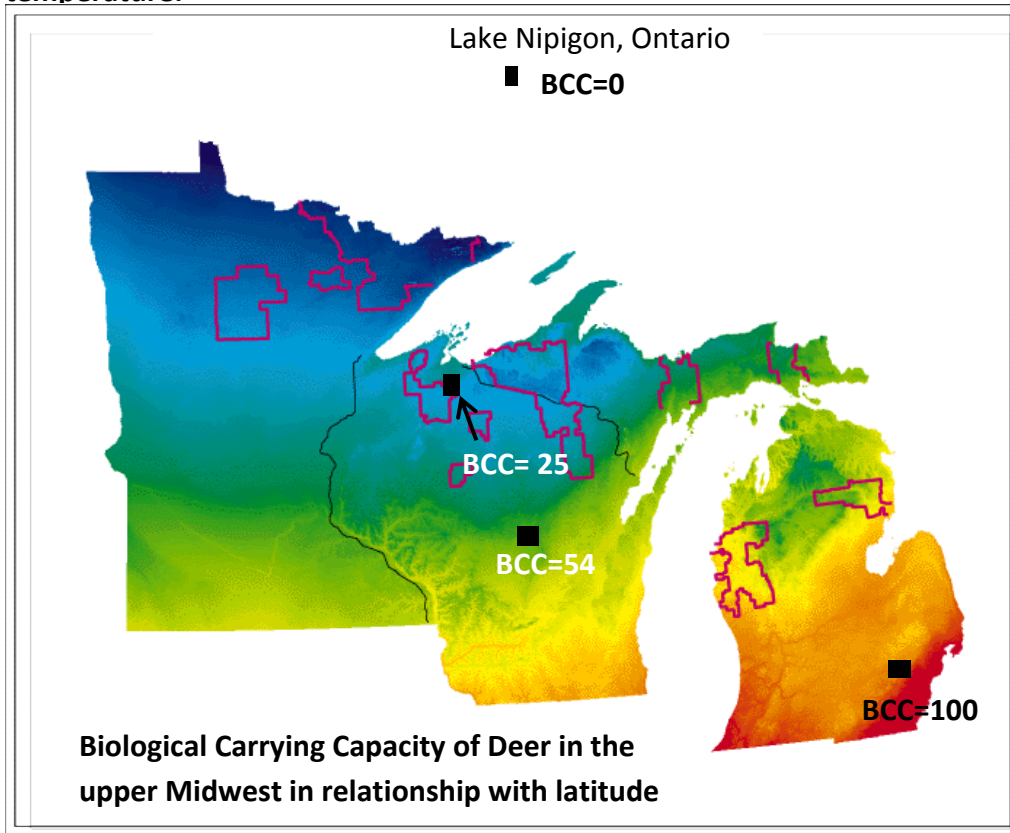 Lake Nipigon, Ontario
BCC=0
BCC= 25
BCC=54
BCC=100
Biological Carrying Capacity of Deer in the
upper Midwest in relationship with latitude